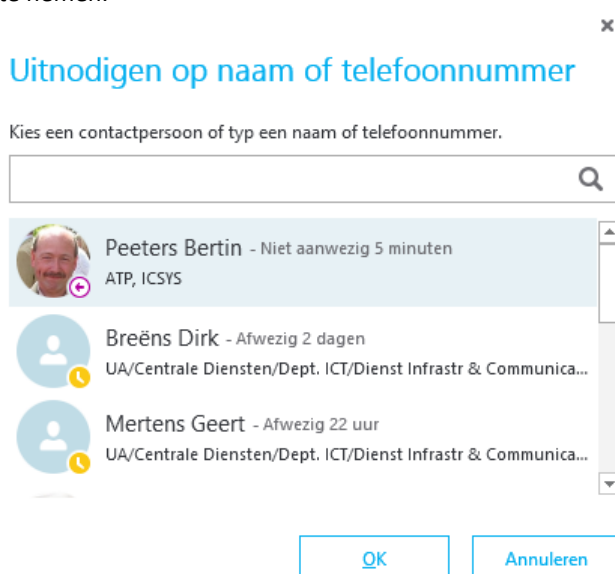 te nemen.
Uitnodigen op naam of telefoonnummer
Kies een contactpersoon of typ een naam of telefoonnummer.
Peeters Bertin - Niet aanwezig 5 minuten
ATP, ICSYS
Breëns Dirk - Afwezig 2 dagen
UA/Centrale Diensten/Dept. ICT/Dienst Infrastr & Communica...
Mertens Geert - Afwezig 22 uur
UA/Centrale Diensten/Dept. ICT/Dienst Infrastr & Communica...
OK
Annuleren